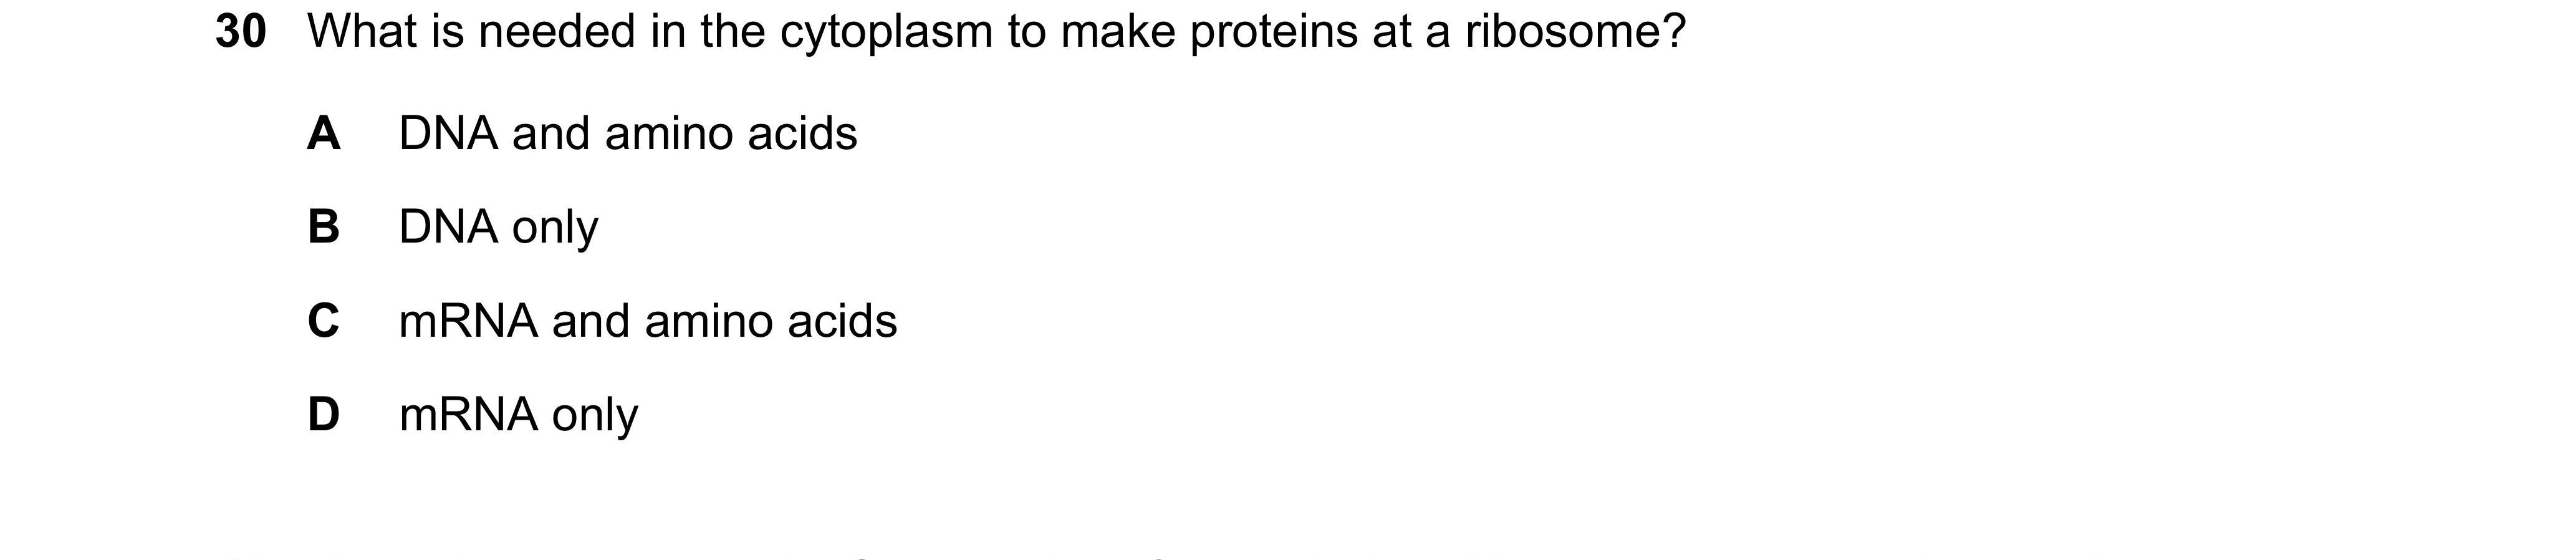 30 What is needed in the cytoplasm to make proteins at a ribosome?
A DNA and amino acids
B DNA only
C mRNA and amino acids
D mRNA only